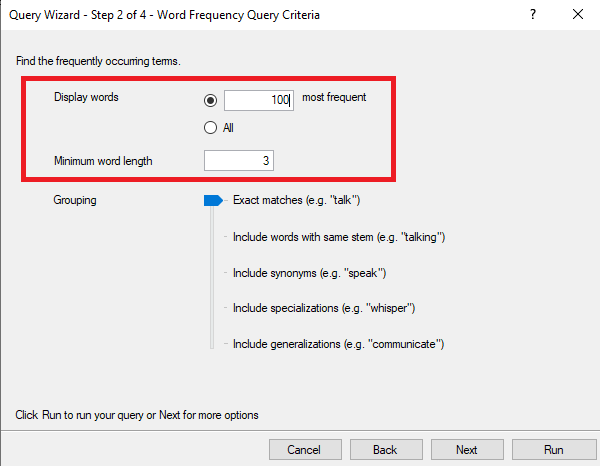 Query Wizard - Step 2 of 4 - Word Frequency Query Criteria
Find the frequently occurring terms.
Display words 100 most frequent
All
Minimum word length 3
Grouping Exact matches (e.g. "talk")
Include words with same stem (e.g. "talking")
Include synonyms (e.g. "speak")
Include specializations (e.g. "whisper")
Include generalizations (e.g. "communicate")
Click Run to run your query or Next for more options
Cancel Back Next Run